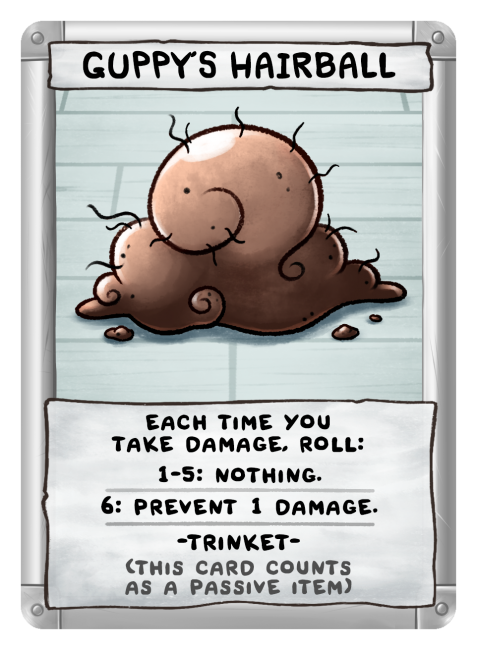 GUPPY'S HAIRBALL
EACH TIME YOU
TAKE DAMAGE, ROLL:
1-5: NOTHING.
6: PREVENT 1 DAMAGE.
-TRINKET-
(THIS CARD COUNTS
AS A PASSIVE ITEM)